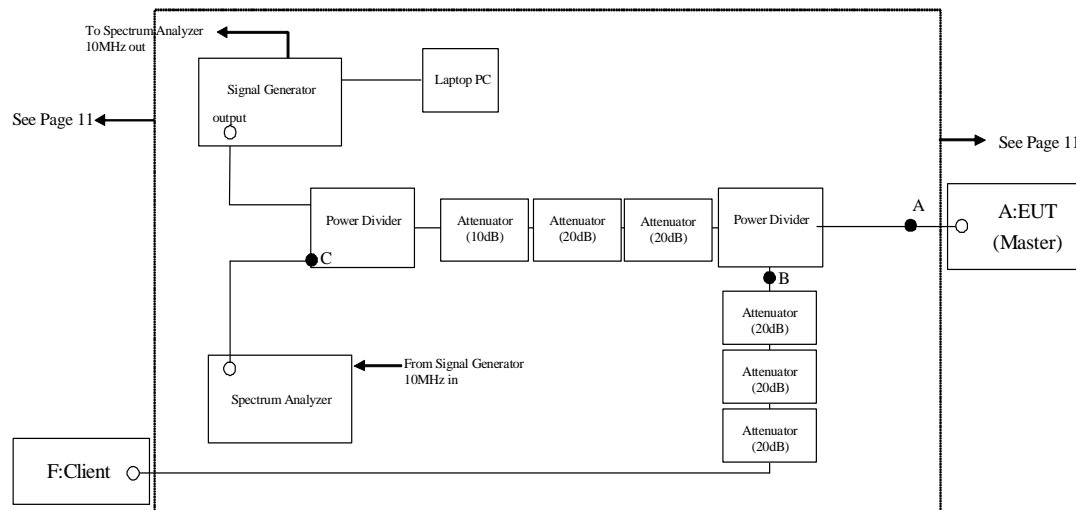 To Spectrum Analyzer
10MHz out
Signal Generator
output
Laptop PC
See Page 11
See Page 11
Power Divider
C
Attenuator
(10dB)
Attenuator
(20dB)
Attenuator
(20dB)
Power Divider
A
A:EUT
(Master)
B
Attenuator
(20dB)
Attenuator
(20dB)
Attenuator
(20dB)
From Signal Generator
10MHz in
Spectrum Analyzer
F:Client